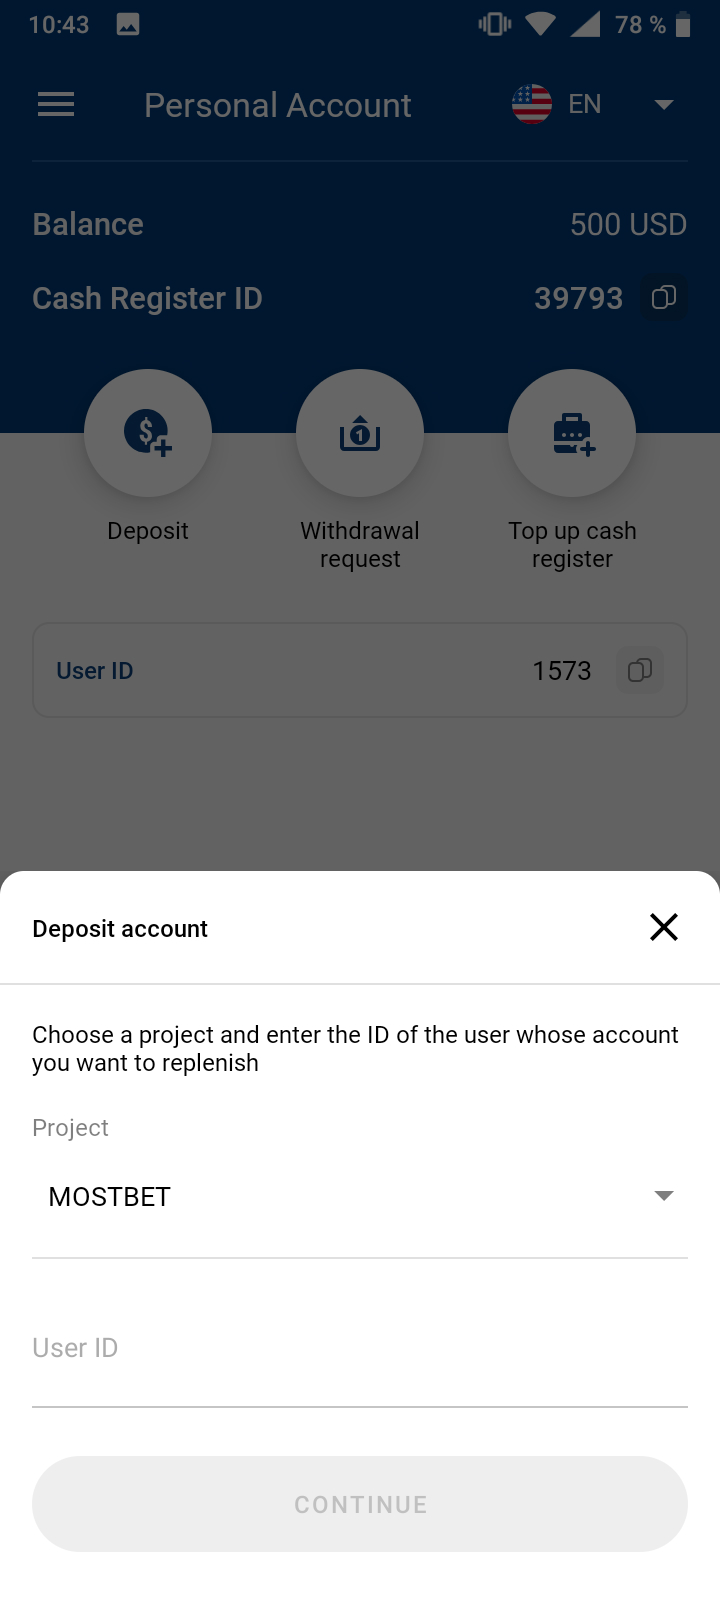 10:43
78 %
Personal Account
EN
Balance
500 USD
Cash Register ID
39793
Deposit
Withdrawal
request
Top up cash
register
User ID
1573
Deposit account
Choose a project and enter the ID of the user whose account
you want to replenish
Project
MOSTBET
User ID
CONTINUE